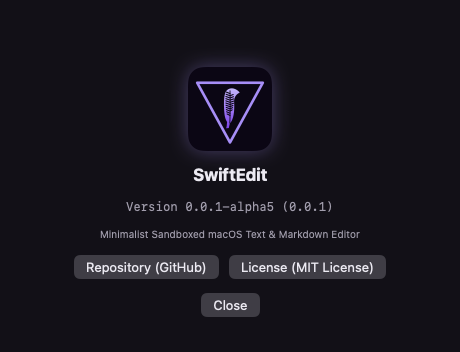 SwiftEdit
Version 0.0.1-alpha5 (0.0.1)
Minimalist Sandboxed macOS Text & Markdown Editor
Repository (GitHub) License (MIT License)
Close